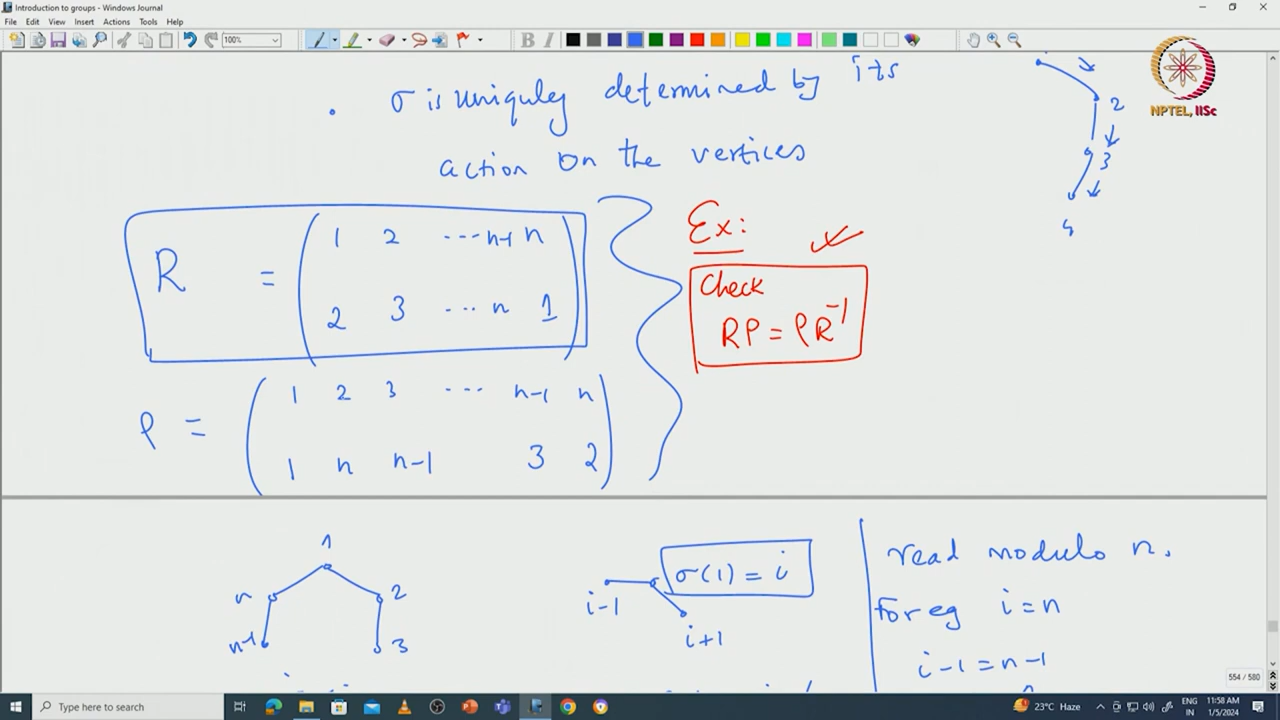 Introduction to groups - Windows Journal
File Edit View Insert Actions Tools Help
100%
B I
NPTEL, IISc
. σ is uniquley determined by its
action on the vertices
2
3
4
R = ( 1 2 ... n-1 n )
( 2 3 ... n 1 )
Ex:
Check
Rρ = ρR⁻¹
ρ = ( 1 2 3 ... n-1 n )
( 1 n n-1 3 2 )
1
n 2
n-1 3
σ(1) = i
i-1
i+1
read modulo n.
for eg i = n
i-1 = n-1
554 / 580
Type here to search
23°C Haze
ENG
IN
11:58 AM
1/5/2024